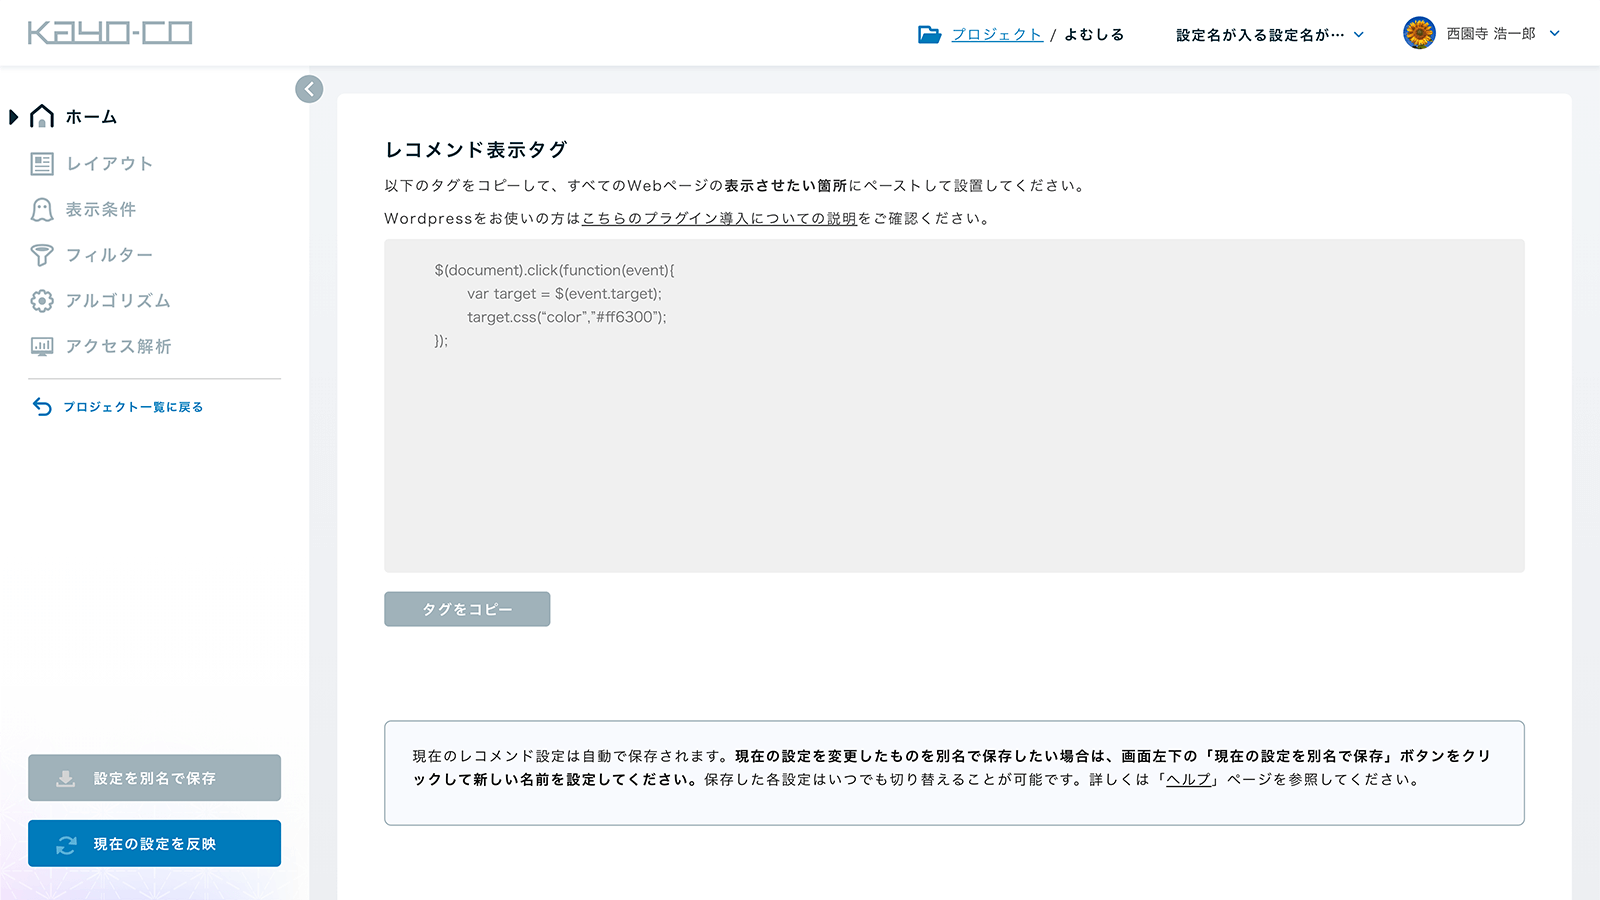 KAYO-CO
プロジェクト / よむしる
設定名が入る設定名が…
西園寺 浩一郎
ホーム
レイアウト
表示条件
フィルター
アルゴリズム
アクセス解析
プロジェクト一覧に戻る
設定を別名で保存
現在の設定を反映
レコメンド表示タグ
以下のタグをコピーして、すべてのWebページの表示させたい箇所にペーストして設置してください。
Wordpressをお使いの方はこちらのプラグイン導入についての説明をご確認ください。
$(document).click(function(event){
var target = $(event.target);
target.css(“color”,”#ff6300”);
});
タグをコピー
現在のレコメンド設定は自動で保存されます。現在の設定を変更したものを別名で保存したい場合は、画面左下の「現在の設定を別名で保存」ボタンをクリ
ックして新しい名前を設定してください。保存した各設定はいつでも切り替えることが可能です。詳しくは「ヘルプ」ページを参照してください。